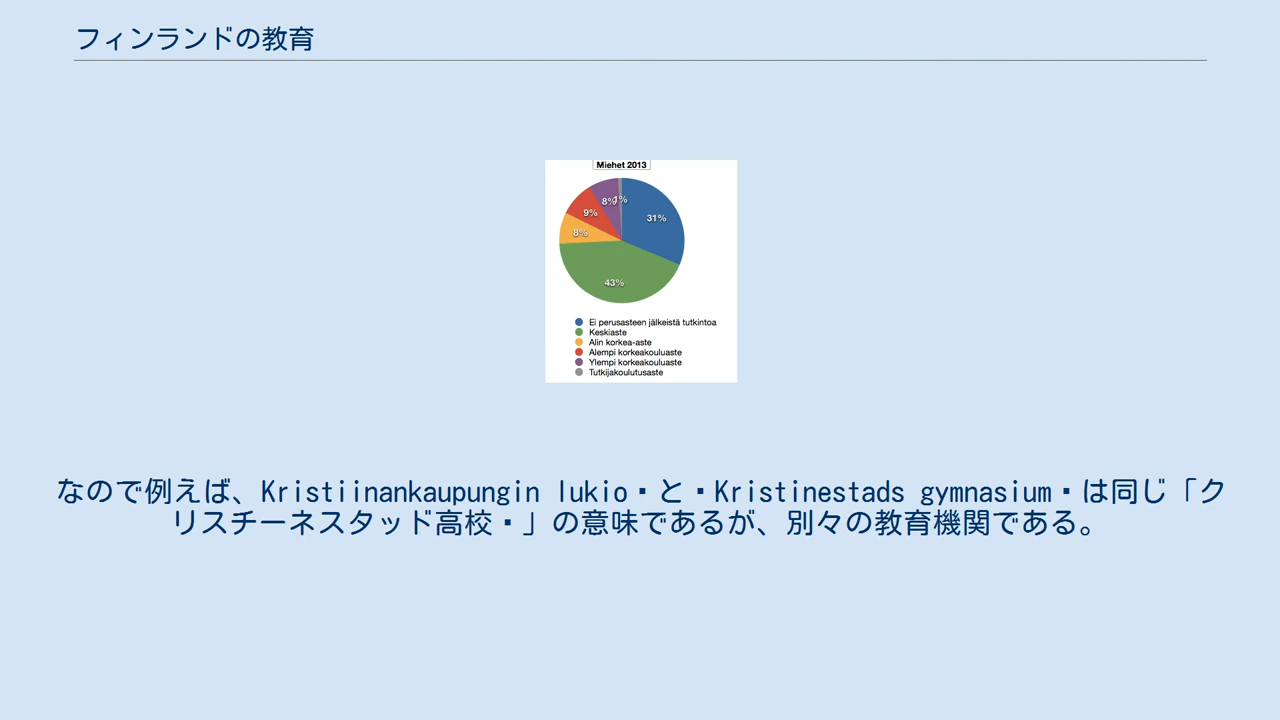 フィンランドの教育
Miehet 2013
31%
43%
8%
9%
8%
1%
Ei perusasteen jälkeistä tutkintoa
Keskiaste
Alin korkea-aste
Alempi korkeakouluaste
Ylempi korkeakouluaste
Tutkijakoulutusaste
なので例えば、Kristiinankaupungin lukio▪と▪Kristinestads gymnasium▪は同じ「ク
リスチーネスタッド高校▪」の意味であるが、別々の教育機関である。